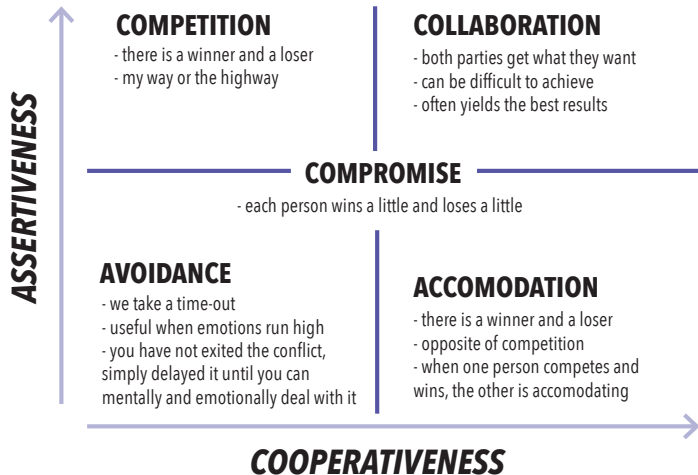 ASSERTIVENESS
COMPETITION
- there is a winner and a loser
- my way or the highway
COLLABORATION
- both parties get what they want
- can be difficult to achieve
- often yields the best results
COMPROMISE
- each person wins a little and loses a little
AVOIDANCE
- we take a time-out
- useful when emotions run high
- you have not exited the conflict,
simply delayed it until you can
mentally and emotionally deal with it
ACCOMODATION
- there is a winner and a loser
- opposite of competition
- when one person competes and
wins, the other is accomodating
COOPERATIVENESS